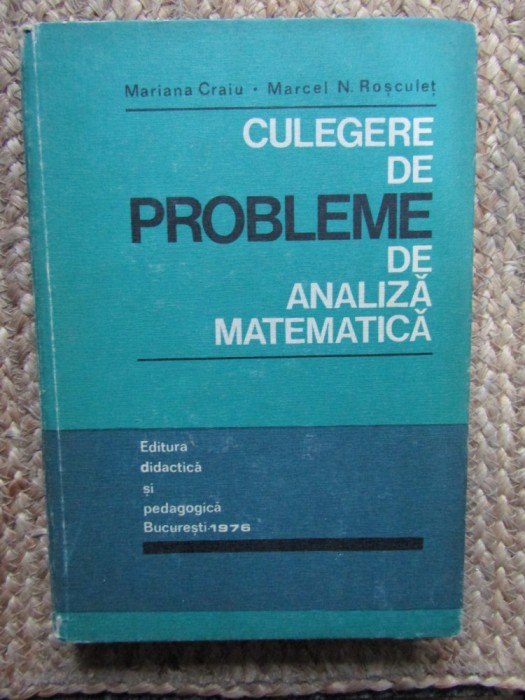 Mariana Craiu • Marcel N. Roșculeț
CULEGERE
DE
PROBLEME
DE
ANALIZĂ
MATEMATICĂ
Editura
didactică
și
pedagogică
București-1976